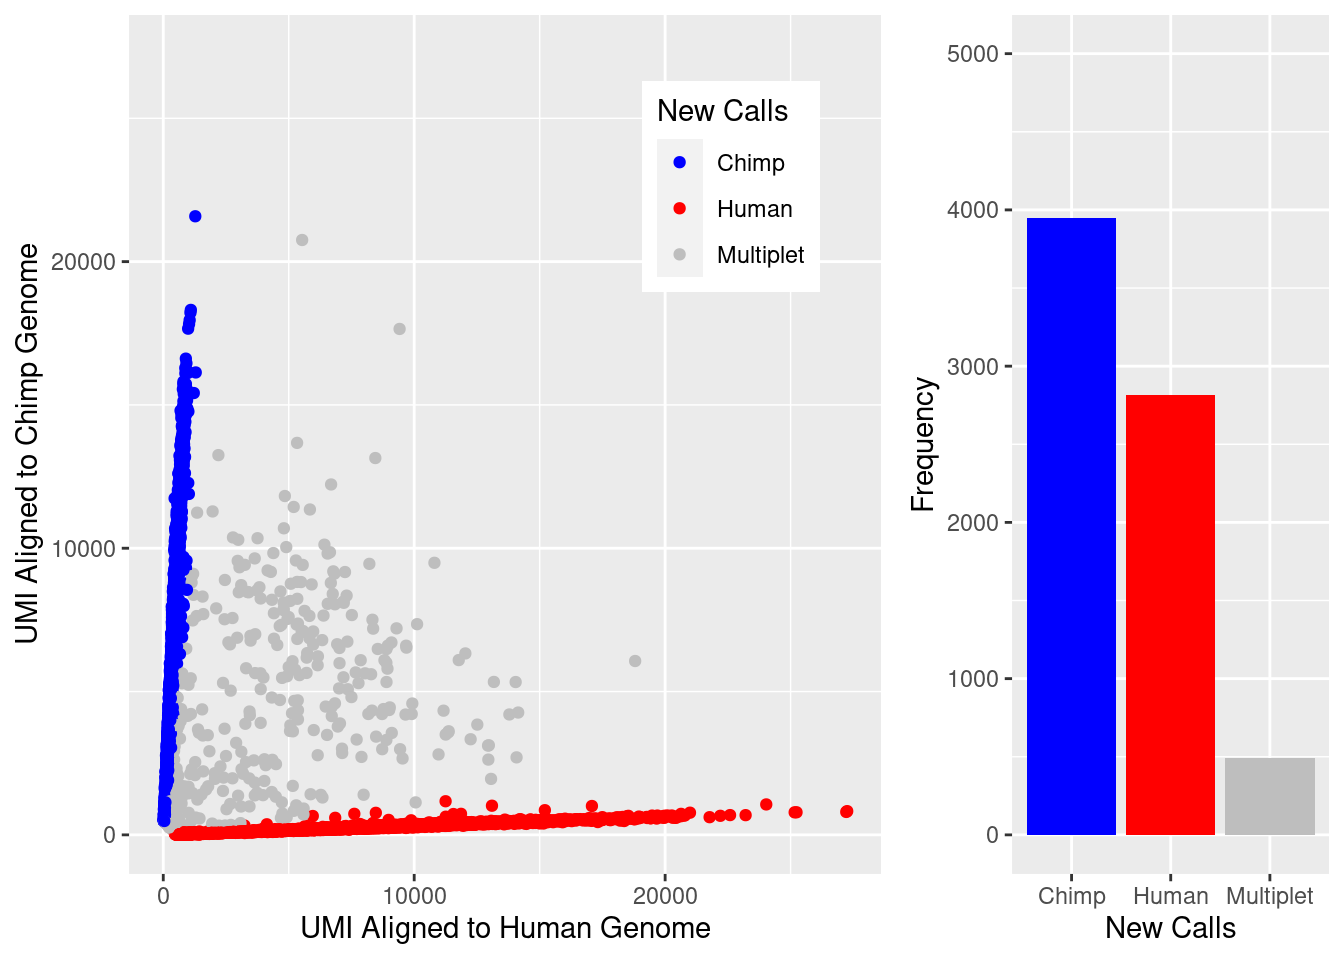 UMI Aligned to Chimp Genome
20000
10000
0
0
10000
20000
UMI Aligned to Human Genome
New Calls
Chimp
Human
Multiplet
Frequency
5000
4000
3000
2000
1000
0
Chimp
Human
Multiplet
New Calls